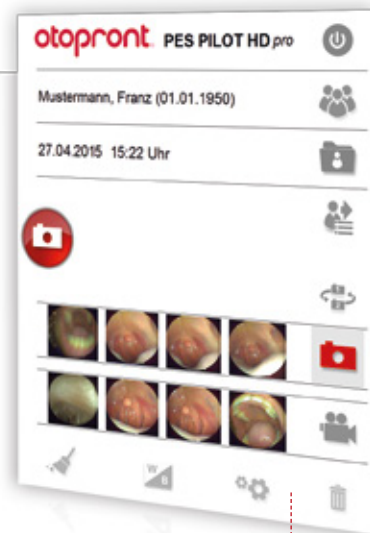 otopront PES PILOT HD pro
Mustermann, Franz (01.01.1950)
27.04.2015 15:22 Uhr
W
B